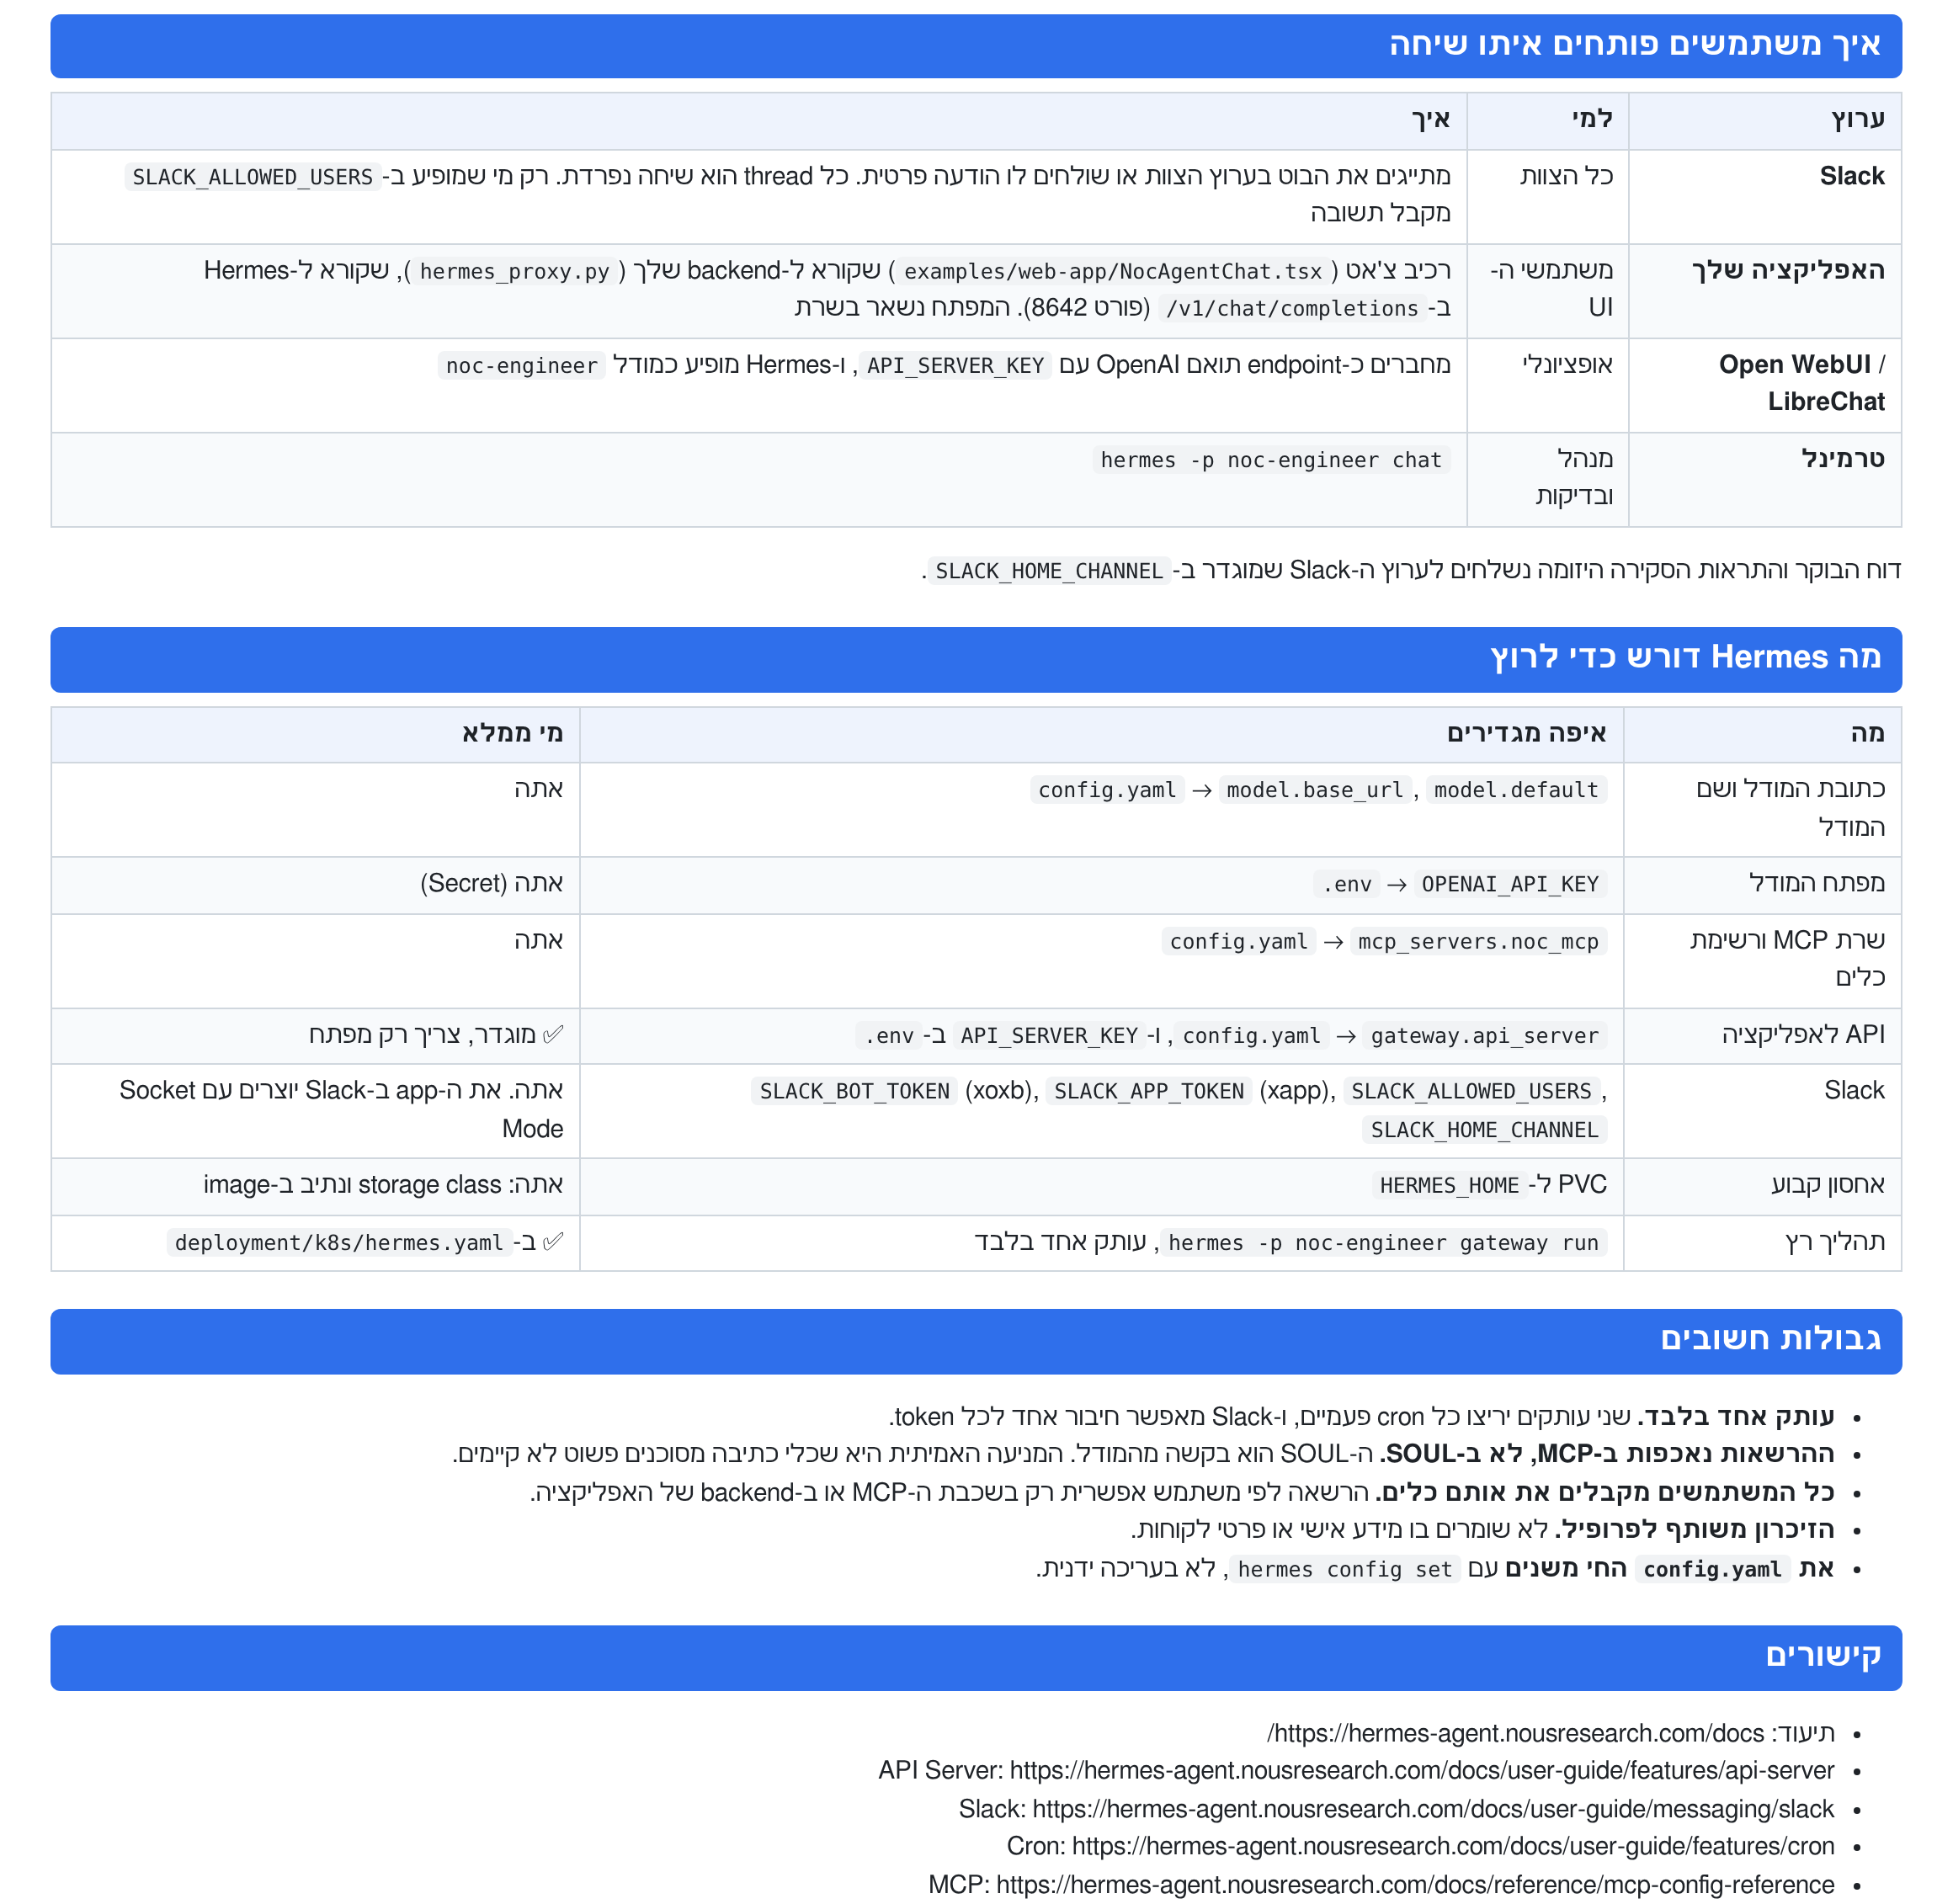 איך משתמשים פותחים איתו שיחה
ערוץ למי איך
Slack כל הצוות מתייגים את הבוט בערוץ הצוות או שולחים לו הודעה פרטית. כל thread הוא שיחה נפרדת. רק מי שמופיע ב-SLACK_ALLOWED_USERS
מקבל תשובה
האפליקציה שלך משתמשי ה- רכיב צ'אט (examples/web-app/NocAgentChat.tsx) שקורא ל-backend שלך (hermes_proxy.py), שקורא ל-Hermes
UI ב-/v1/chat/completions (פורט 8642). המפתח נשאר בשרת
Open WebUI / אופציונלי מחברים כ-endpoint תואם OpenAI עם API_SERVER_KEY, ו-Hermes מופיע כמודל noc-engineer
LibreChat
טרמינל מנהל hermes -p noc-engineer chat
ובדיקות
דוח הבוקר והתראות הסקירה היזומה נשלחים לערוץ ה-Slack שמוגדר ב-SLACK_HOME_CHANNEL.
מה Hermes דורש כדי לרוץ
מה איפה מגדירים מי ממלא
כתובת המודל ושם config.yaml → model.base_url, model.default אתה
המודל
מפתח המודל .env → OPENAI_API_KEY אתה (Secret)
שרת MCP ורשימת config.yaml → mcp_servers.noc_mcp אתה
כלים
API לאפליקציה config.yaml → gateway.api_server, ו-API_SERVER_KEY ב-.env ✅ מוגדר, צריך רק מפתח
Slack SLACK_BOT_TOKEN (xoxb), SLACK_APP_TOKEN (xapp), SLACK_ALLOWED_USERS, אתה. את ה-app ב-Slack יוצרים עם Socket
SLACK_HOME_CHANNEL Mode
אחסון קבוע PVC ל-HERMES_HOME אתה: storage class ונתיב ב-image
תהליך רץ hermes -p noc-engineer gateway run, עותק אחד בלבד ✅ ב-deployment/k8s/hermes.yaml
גבולות חשובים
• עותק אחד בלבד. שני עותקים יריצו כל cron פעמיים, ו-Slack מאפשר חיבור אחד לכל token.
• ההרשאות נאכפות ב-MCP, לא ב-SOUL. ה-SOUL הוא בקשה מהמודל. המניעה האמיתית היא שכלי כתיבה מסוכנים פשוט לא קיימים.
• כל המשתמשים מקבלים את אותם כלים. הרשאה לפי משתמש אפשרית רק בשכבת ה-MCP או ב-backend של האפליקציה.
• הזיכרון משותף לפרופיל. לא שומרים בו מידע אישי או פרטי לקוחות.
• את config.yaml החי משנים עם hermes config set, לא בעריכה ידנית.
קישורים
• תיעוד: https://hermes-agent.nousresearch.com/docs/
• API Server: https://hermes-agent.nousresearch.com/docs/user-guide/features/api-server
• Slack: https://hermes-agent.nousresearch.com/docs/user-guide/messaging/slack
• Cron: https://hermes-agent.nousresearch.com/docs/user-guide/features/cron
• MCP: https://hermes-agent.nousresearch.com/docs/reference/mcp-config-reference